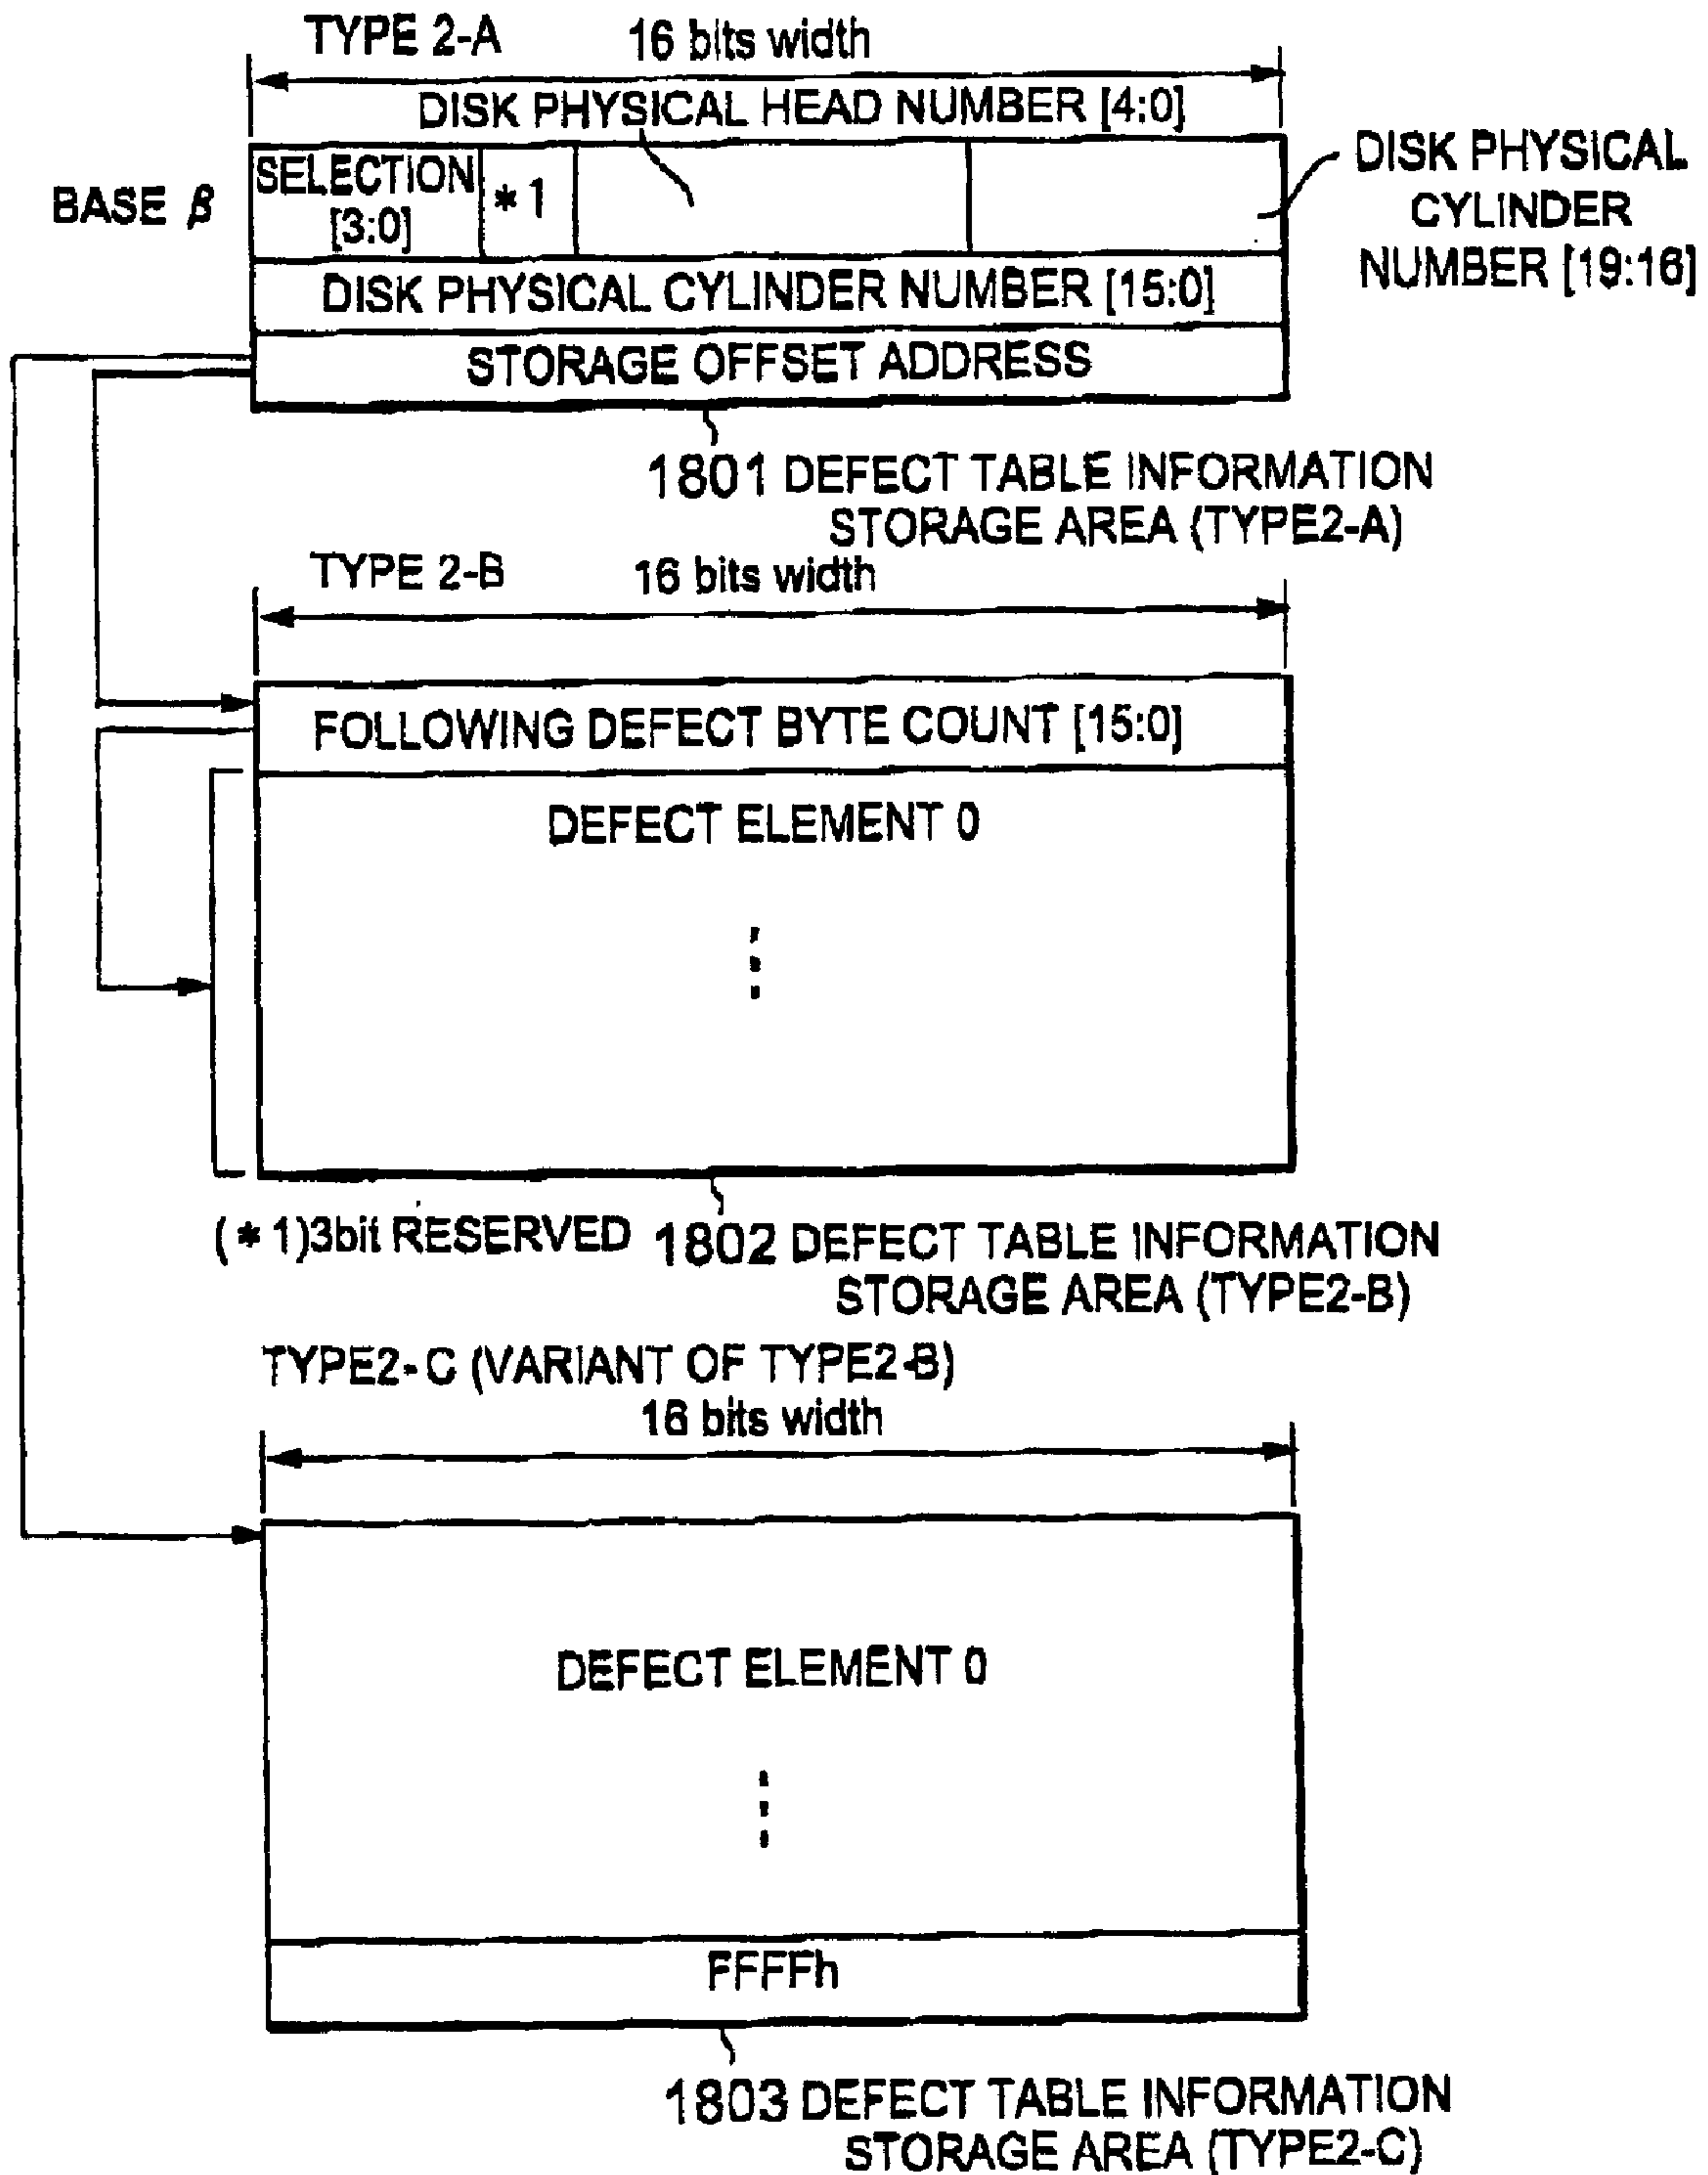 TYPE 2-A
16 bits width
DISK PHYSICAL HEAD NUMBER [4:0]
BASE β
SELECTION
[3:0]
*1
DISK PHYSICAL
CYLINDER
NUMBER [19:16]
DISK PHYSICAL CYLINDER NUMBER [15:0]
STORAGE OFFSET ADDRESS
1801 DEFECT TABLE INFORMATION
STORAGE AREA (TYPE2-A)
TYPE 2-B
16 bits width
FOLLOWING DEFECT BYTE COUNT [15:0]
DEFECT ELEMENT 0
(*1)3bit RESERVED
1802 DEFECT TABLE INFORMATION
STORAGE AREA (TYPE2-B)
TYPE2-C (VARIANT OF TYPE2-B)
16 bits width
DEFECT ELEMENT 0
FFFFh
1803 DEFECT TABLE INFORMATION
STORAGE AREA (TYPE2-C)